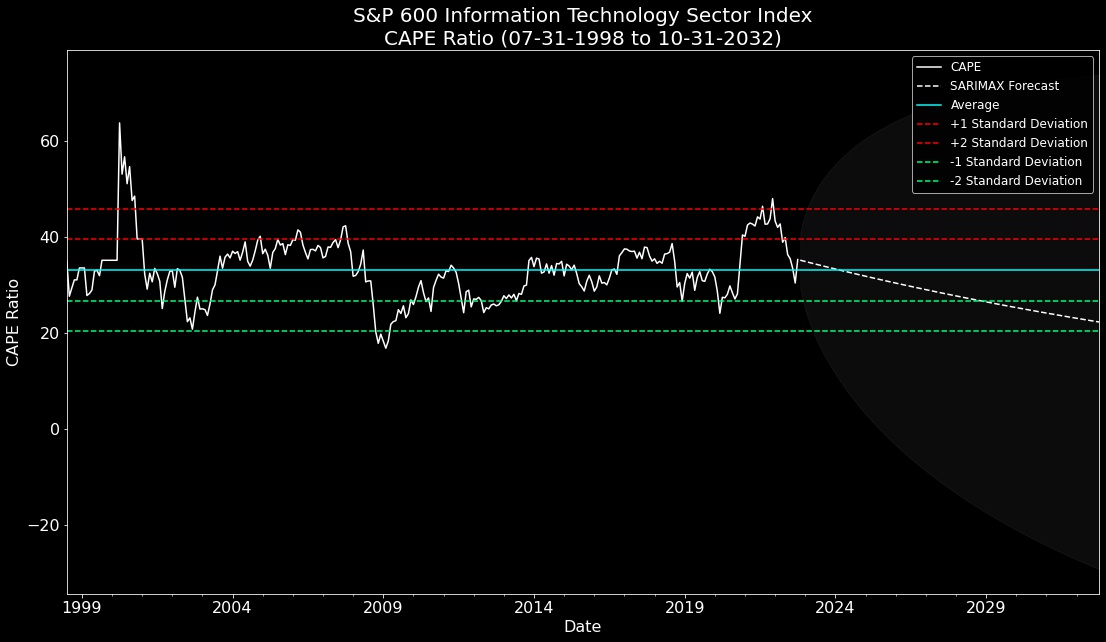 S&P 600 Information Technology Sector Index
CAPE Ratio (07-31-1998 to 10-31-2032)
CAPE
SARIMAX Forecast
Average
+1 Standard Deviation
+2 Standard Deviation
-1 Standard Deviation
-2 Standard Deviation
CAPE Ratio
60
40
20
0
−20
1999 2004 2009 2014 2019 2024 2029
Date